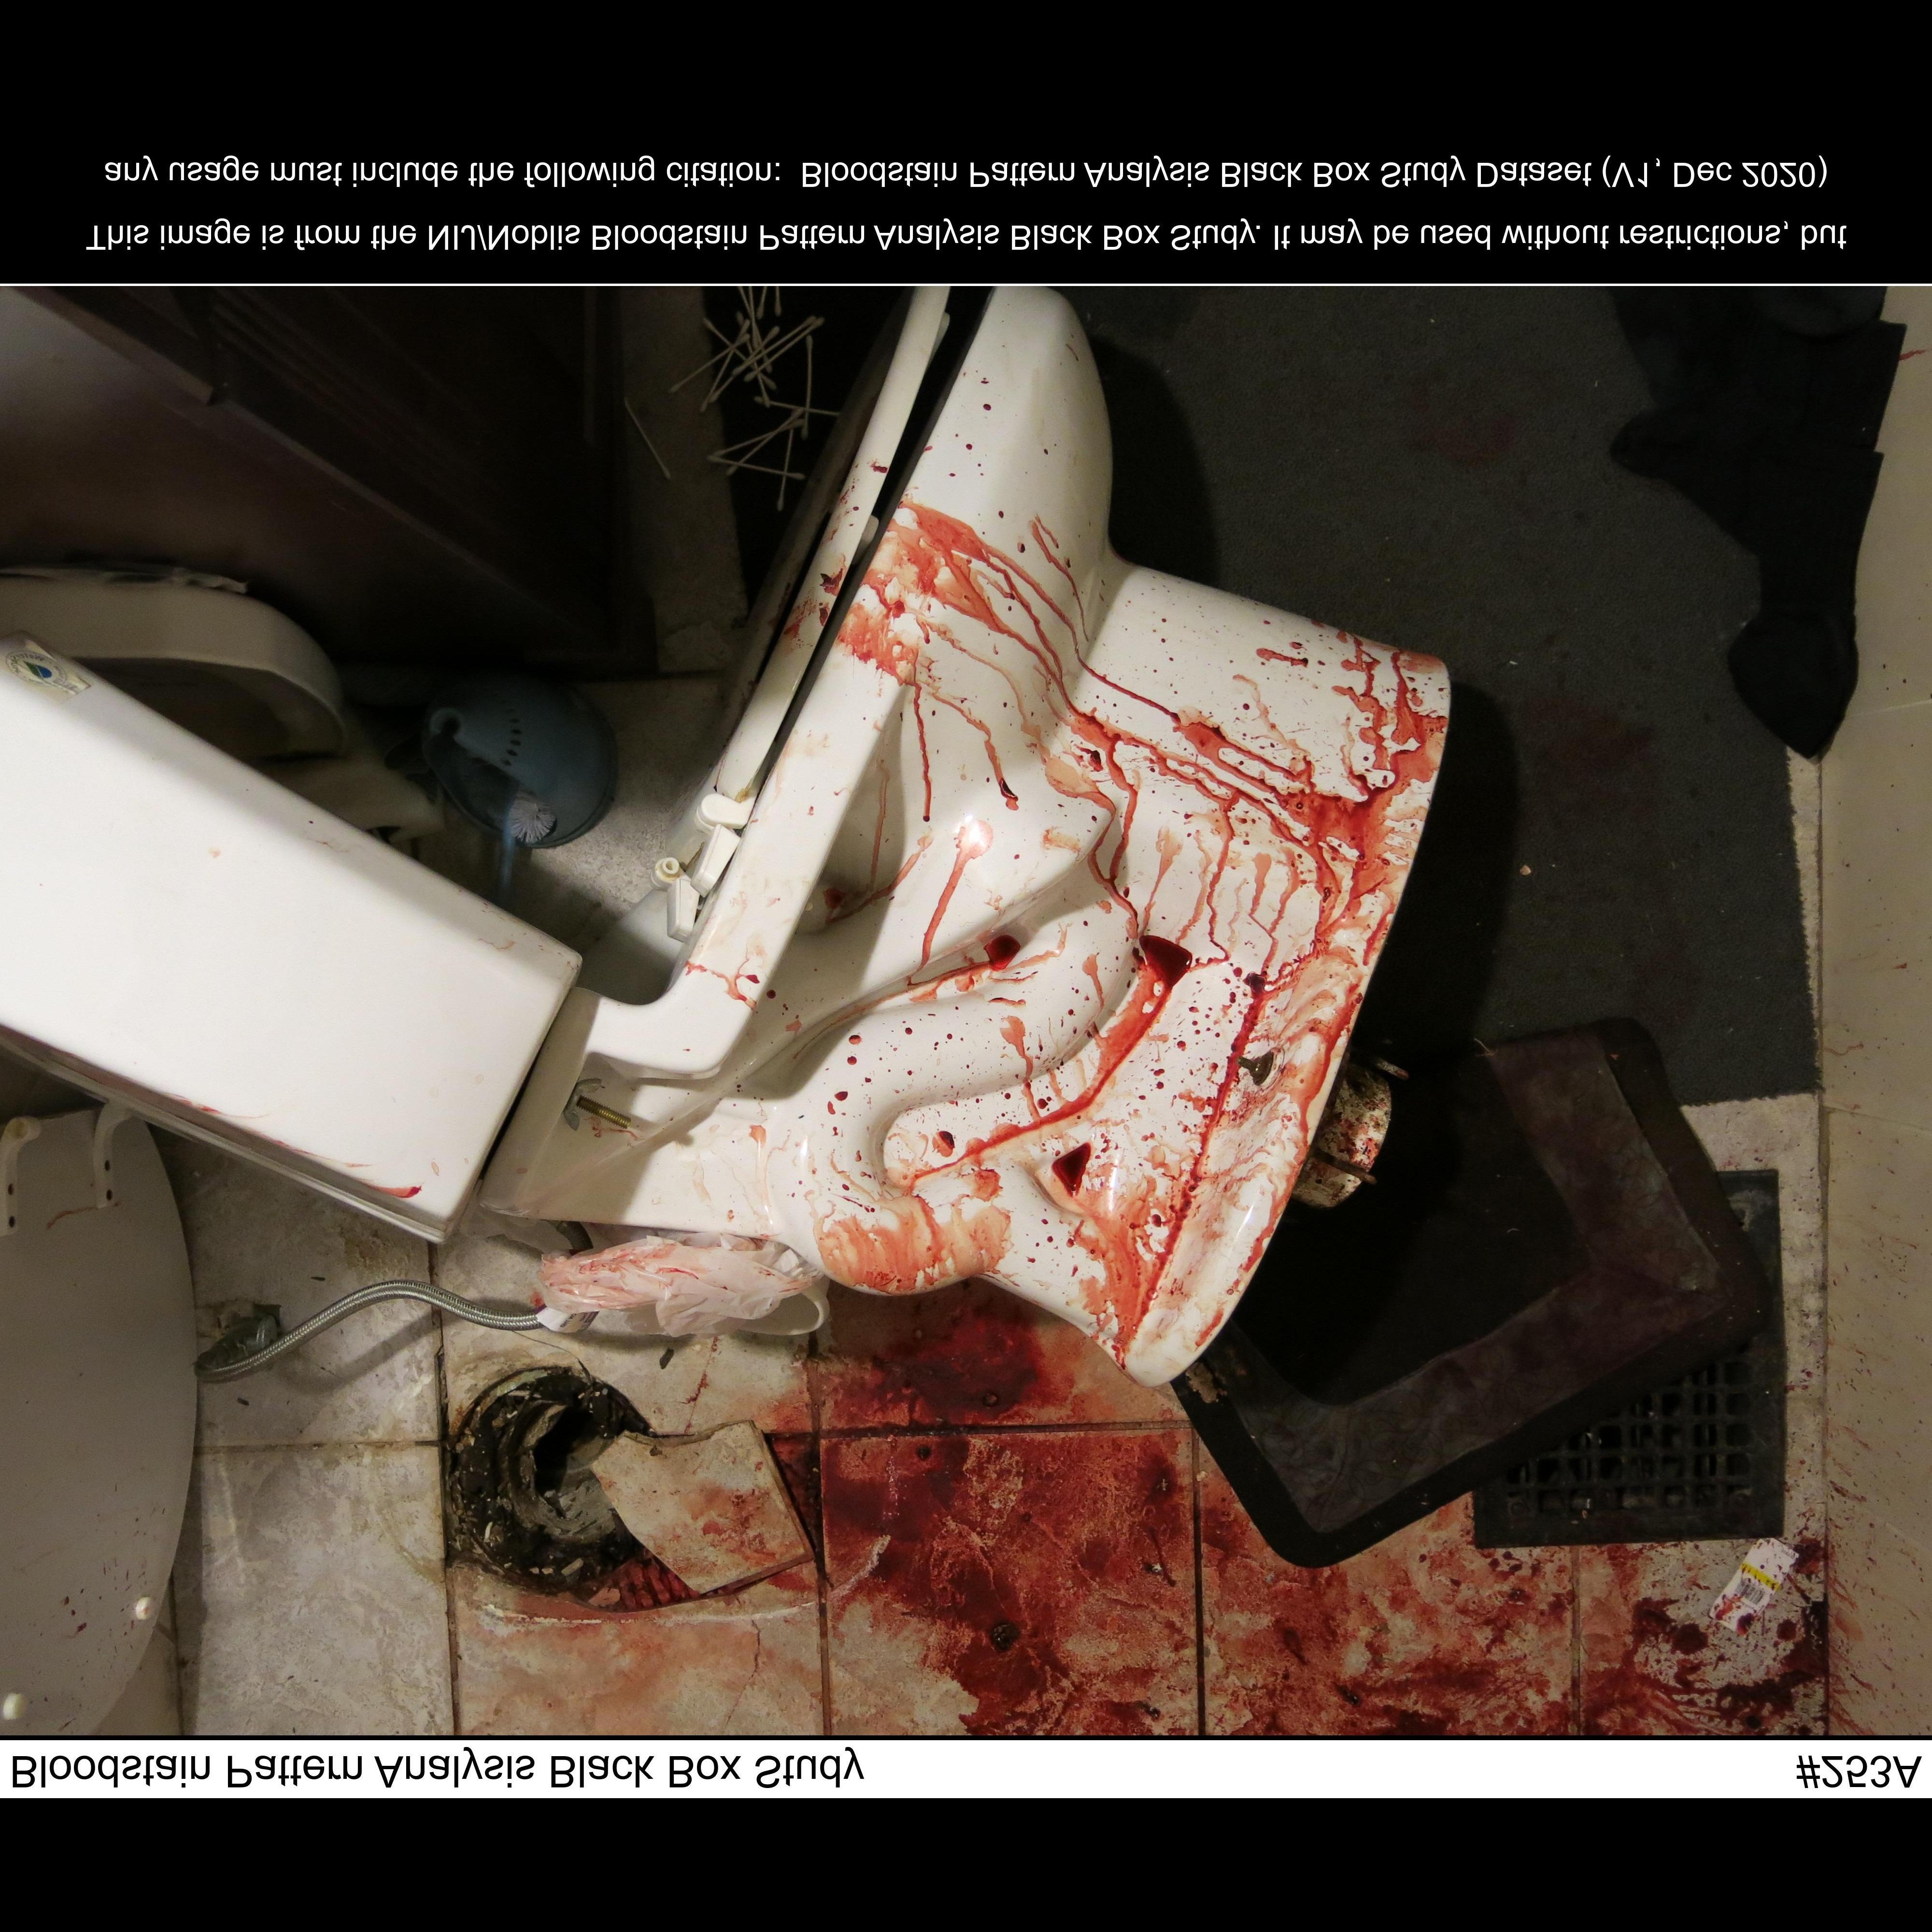 Bloodstain Pattern Analysis Black Box Study #253A
This image is from the NIJ/Noblis Bloodstain Pattern Analysis Black Box Study. It may be used without restrictions, but
any usage must include the following citation: Bloodstain Pattern Analysis Black Box Study Dataset (V1, Dec 2020)